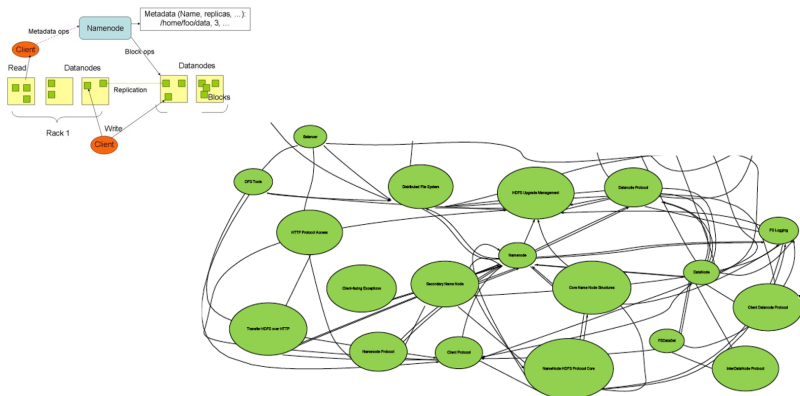 Metadata (Name, replicas, ...):
/home/foo/data, 3, ...
Namenode
Metadata ops
Client
Block ops
Read
Datanodes
Datanodes
Replication
Blocks
Rack 1
Write
Client
Balancer
DFS Tools
Distributed File System
HDFS Upgrade Management
Datanode Protocol
HTTP Protocol Access
FS Logging
Namenode
DataNode
Client-facing Exceptions
Secondary Name Node
Core Name Node Structures
Client Datanode Protocol
Transfer HDFS over HTTP
Namenode Protocol
Client Protocol
FSDataSet
NameNode HDFS Protocol Core
InterDataNode Protocol